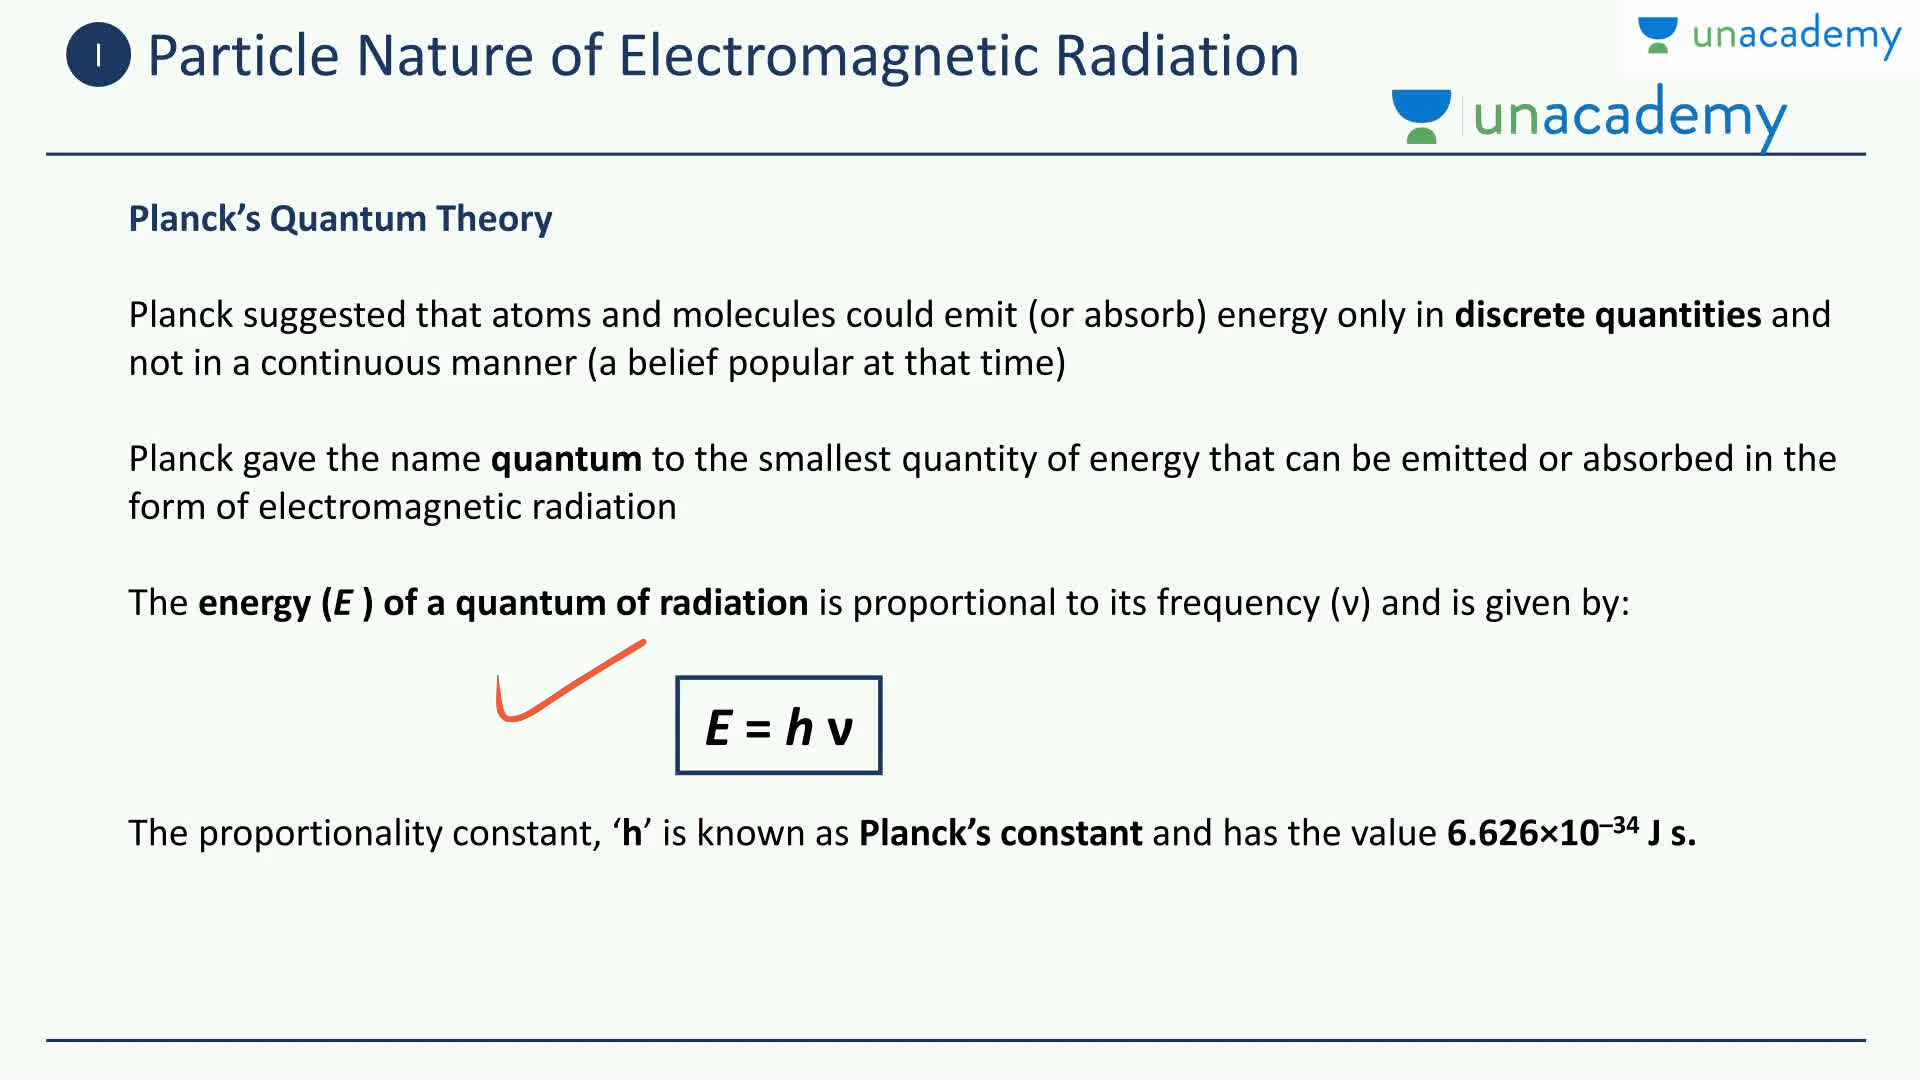 I Particle Nature of Electromagnetic Radiation
unacademy
unacademy
Planck’s Quantum Theory
Planck suggested that atoms and molecules could emit (or absorb) energy only in discrete quantities and
not in a continuous manner (a belief popular at that time)
Planck gave the name quantum to the smallest quantity of energy that can be emitted or absorbed in the
form of electromagnetic radiation
The energy (E ) of a quantum of radiation is proportional to its frequency (ν) and is given by:
E = h ν
The proportionality constant, ‘h’ is known as Planck’s constant and has the value 6.626×10⁻³⁴ J s.